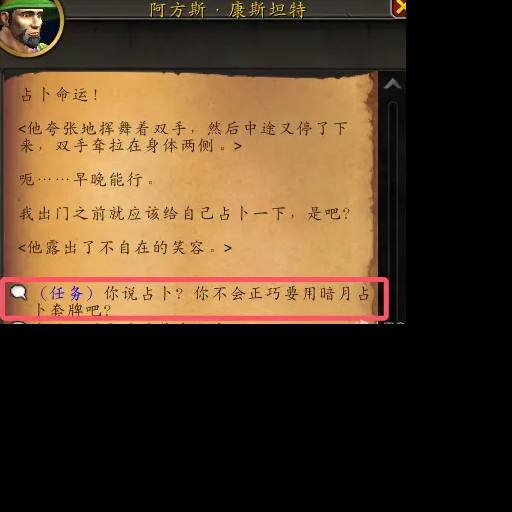 阿方斯·康斯坦特
占卜命运！
<他夸张地挥舞着双手，然后中途又停了下
来，双手耷拉在身体两侧。>
呃……早晚能行。
我出门之前就应该给自己占卜一下，是吧？
<他露出了不自在的笑容。>
（任务）你说占卜？你不会正巧要用暗月占
卜套牌吧？